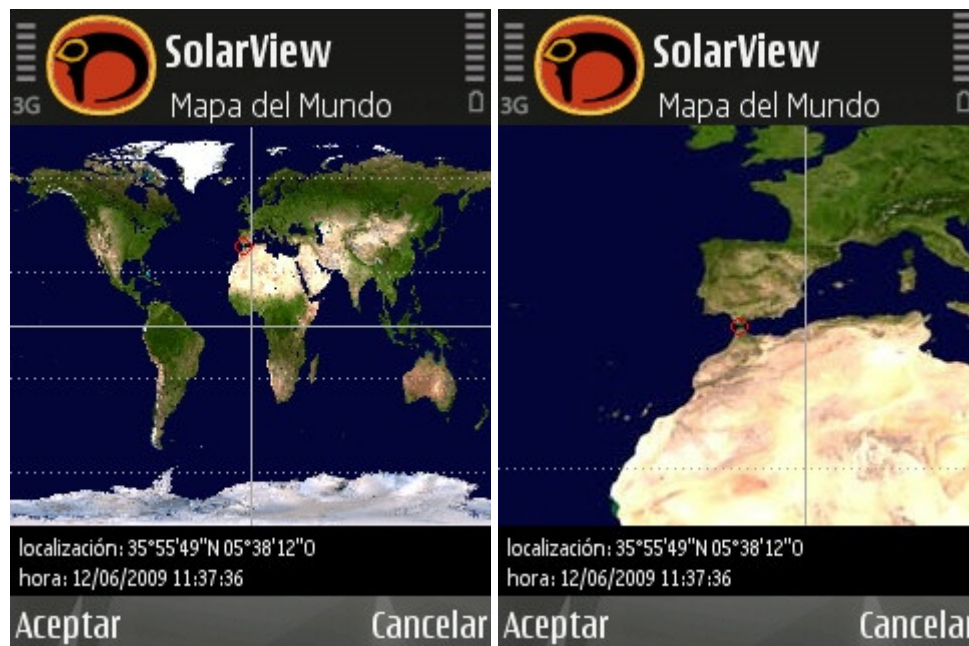 SolarView
3G
Mapa del Mundo
localización: 35°55'49"N 05°38'12"O
hora: 12/06/2009 11:37:36
Aceptar
Cancelar
SolarView
3G
Mapa del Mundo
localización: 35°55'49"N 05°38'12"O
hora: 12/06/2009 11:37:36
Aceptar
Cancelar